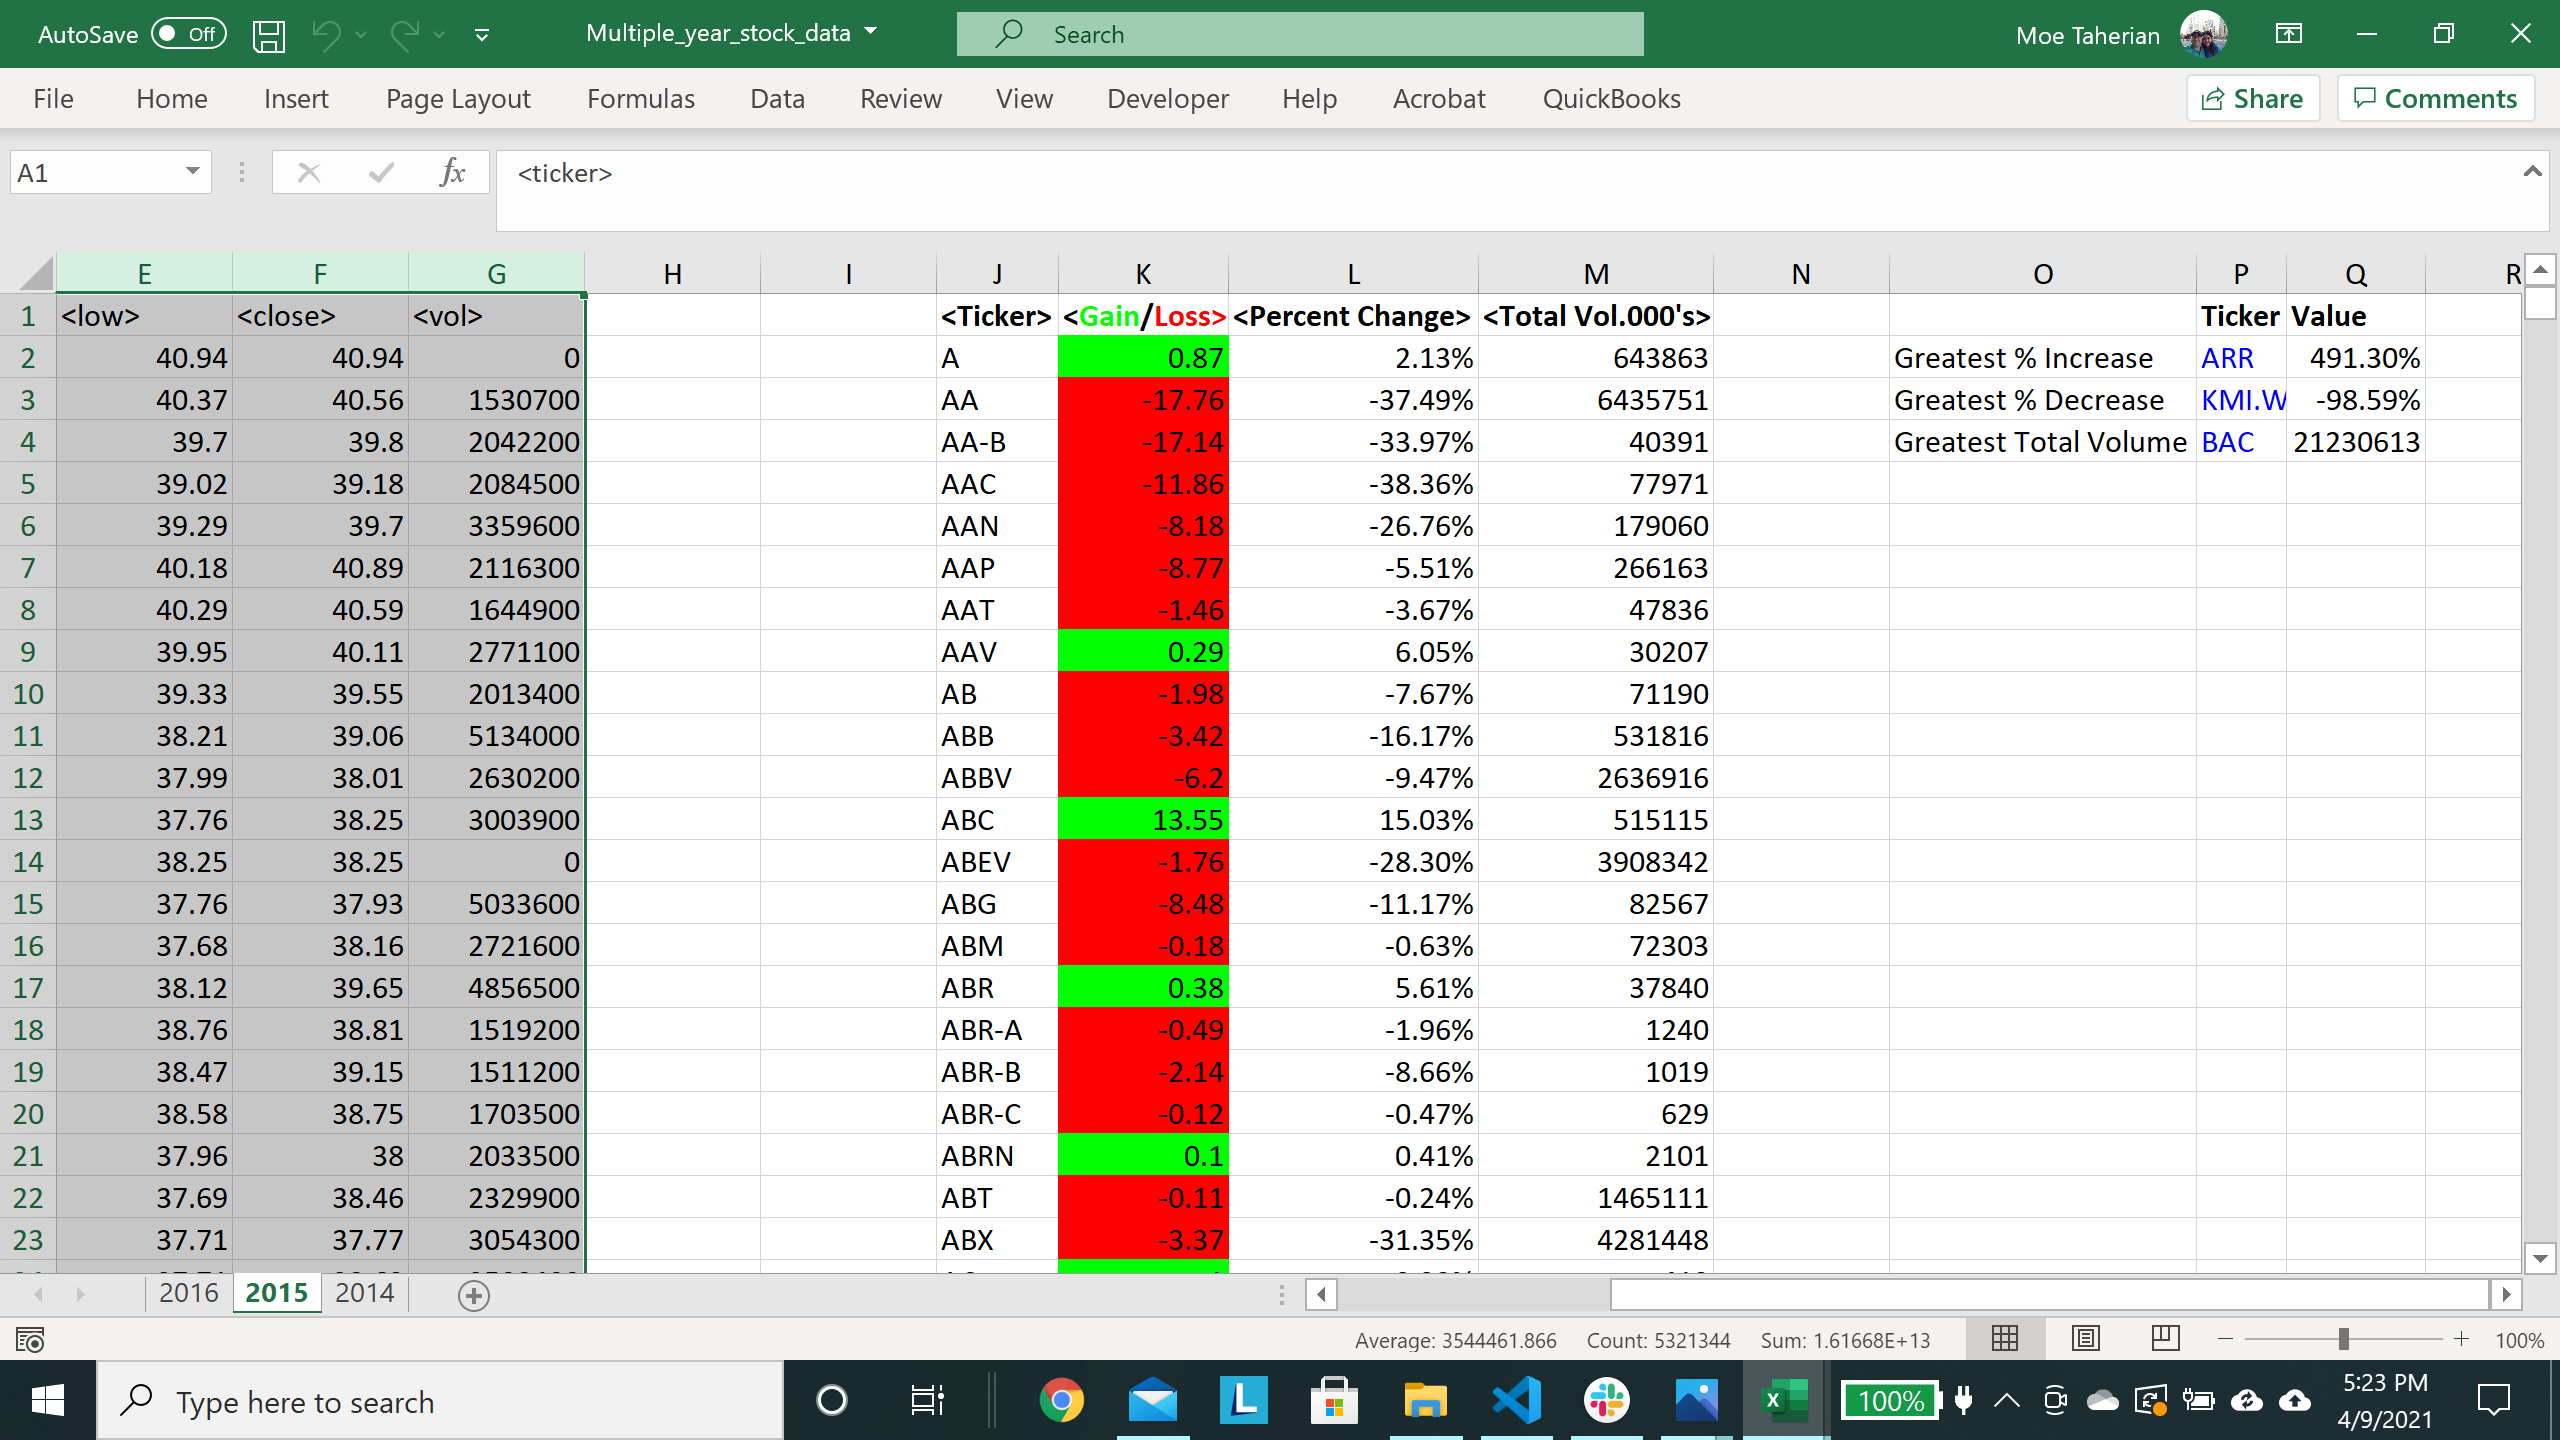 AutoSave Off Multiple_year_stock_data Search Moe Taherian
File Home Insert Page Layout Formulas Data Review View Developer Help Acrobat QuickBooks Share Comments
A1 fx <ticker>
E F G H I J K L M N O P Q R
1 <low> <close> <vol> <Ticker> <Gain/Loss> <Percent Change> <Total Vol.000's> Ticker Value
2 40.94 40.94 0 A 0.87 2.13% 643863 Greatest % Increase ARR 491.30%
3 40.37 40.56 1530700 AA -17.76 -37.49% 6435751 Greatest % Decrease KMI.W -98.59%
4 39.7 39.8 2042200 AA-B -17.14 -33.97% 40391 Greatest Total Volume BAC 21230613
5 39.02 39.18 2084500 AAC -11.86 -38.36% 77971
6 39.29 39.7 3359600 AAN -8.18 -26.76% 179060
7 40.18 40.89 2116300 AAP -8.77 -5.51% 266163
8 40.29 40.59 1644900 AAT -1.46 -3.67% 47836
9 39.95 40.11 2771100 AAV 0.29 6.05% 30207
10 39.33 39.55 2013400 AB -1.98 -7.67% 71190
11 38.21 39.06 5134000 ABB -3.42 -16.17% 531816
12 37.99 38.01 2630200 ABBV -6.2 -9.47% 2636916
13 37.76 38.25 3003900 ABC 13.55 15.03% 515115
14 38.25 38.25 0 ABEV -1.76 -28.30% 3908342
15 37.76 37.93 5033600 ABG -8.48 -11.17% 82567
16 37.68 38.16 2721600 ABM -0.18 -0.63% 72303
17 38.12 39.65 4856500 ABR 0.38 5.61% 37840
18 38.76 38.81 1519200 ABR-A -0.49 -1.96% 1240
19 38.47 39.15 1511200 ABR-B -2.14 -8.66% 1019
20 38.58 38.75 1703500 ABR-C -0.12 -0.47% 629
21 37.96 38 2033500 ABRN 0.1 0.41% 2101
22 37.69 38.46 2329900 ABT -0.11 -0.24% 1465111
23 37.71 37.77 3054300 ABX -3.37 -31.35% 4281448
2016 2015 2014
Average: 3544461.866 Count: 5321344 Sum: 1.61668E+13 100%
Type here to search L 100% 5:23 PM
4/9/2021